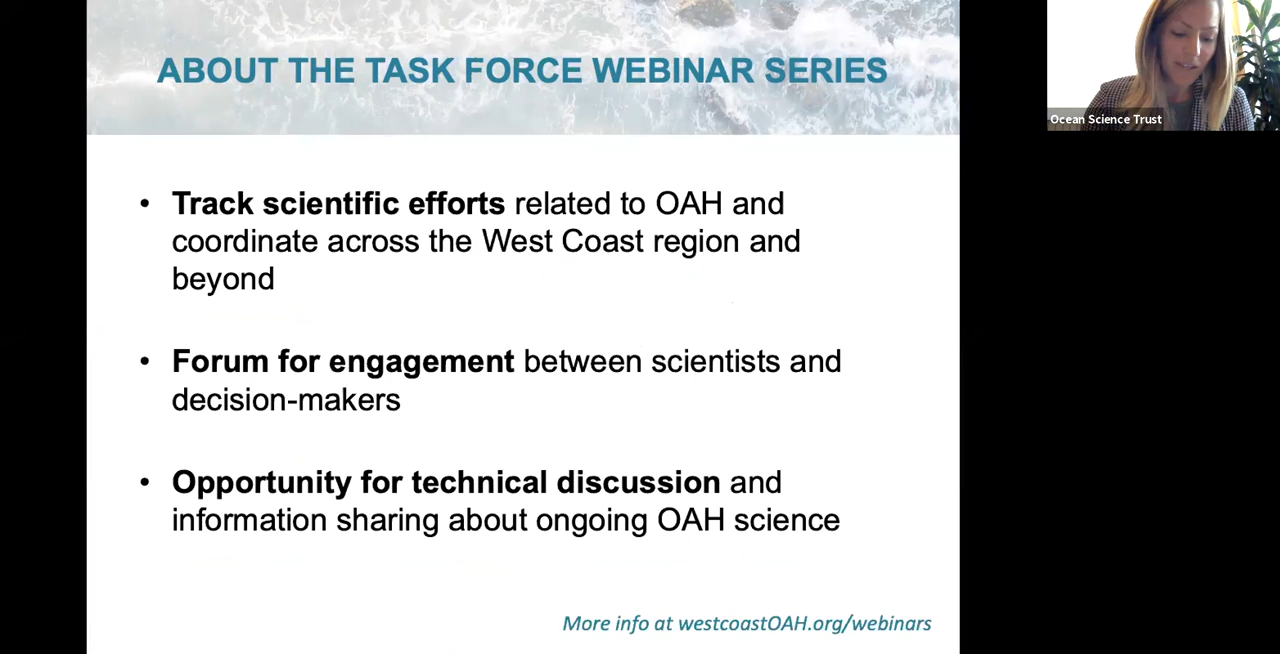 ABOUT THE TASK FORCE WEBINAR SERIES
Ocean Science Trust
• Track scientific efforts related to OAH and
coordinate across the West Coast region and
beyond
• Forum for engagement between scientists and
decision-makers
• Opportunity for technical discussion and
information sharing about ongoing OAH science
More info at westcoastOAH.org/webinars